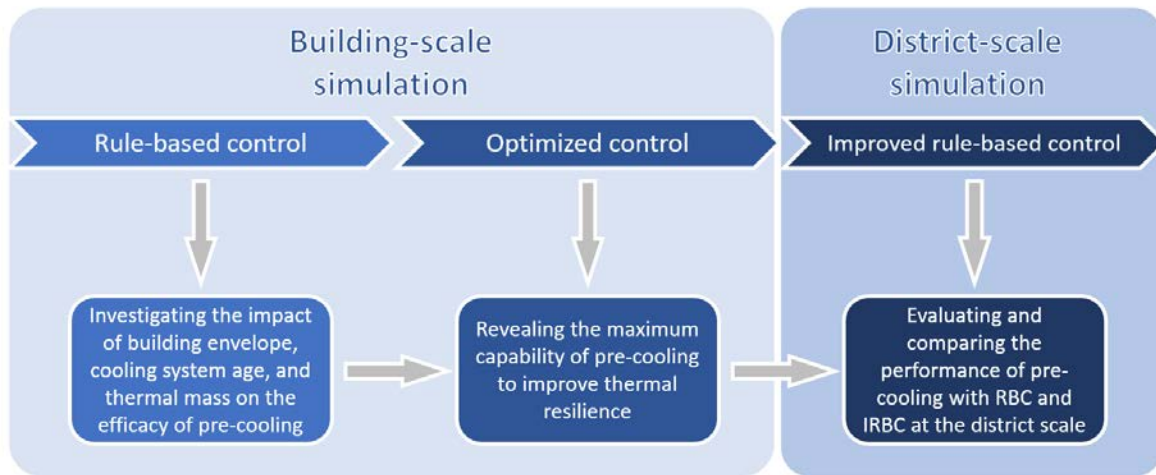 Building-scale
simulation
District-scale
simulation
Rule-based control
Optimized control
Improved rule-based control
Investigating the impact
of building envelope,
cooling system age, and
thermal mass on the
efficacy of pre-cooling
Revealing the maximum
capability of pre-cooling
to improve thermal
resilience
Evaluating and
comparing the
performance of pre-
cooling with RBC and
IRBC at the district scale